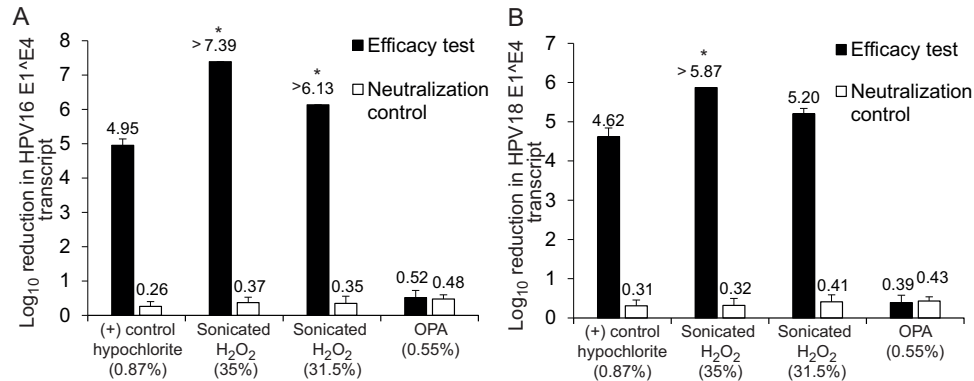 A
Log10 reduction in HPV16 E1^E4
transcript
8
7
6
5
4
3
2
1
0
4.95
0.26
*
>7.39
0.37
*
>6.13
0.35
0.52
0.48
Efficacy test
Neutralization
control
(+) control
hypochlorite
(0.87%)
Sonicated
H2O2
(35%)
Sonicated
H2O2
(31.5%)
OPA
(0.55%)
B
Log10 reduction in HPV18 E1^E4
transcript
7
6
5
4
3
2
1
0
4.62
0.31
*
>5.87
0.32
5.20
0.41
0.39
0.43
Efficacy test
Neutralization
control
(+) control
hypochlorite
(0.87%)
Sonicated
H2O2
(35%)
Sonicated
H2O2
(31.5%)
OPA
(0.55%)